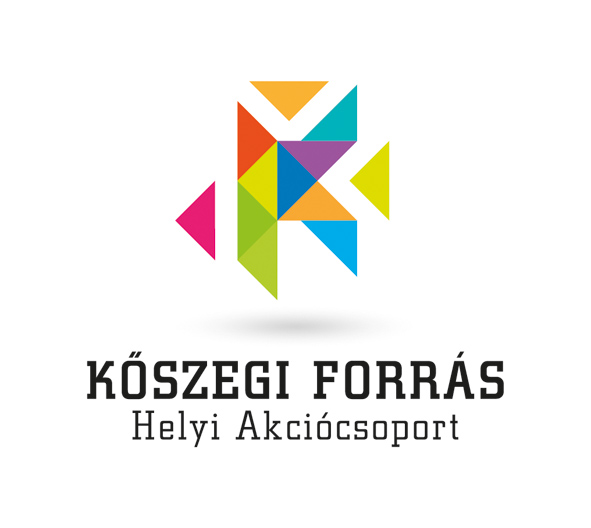 KŐSZEGI FORRÁS
Helyi Akciócsoport